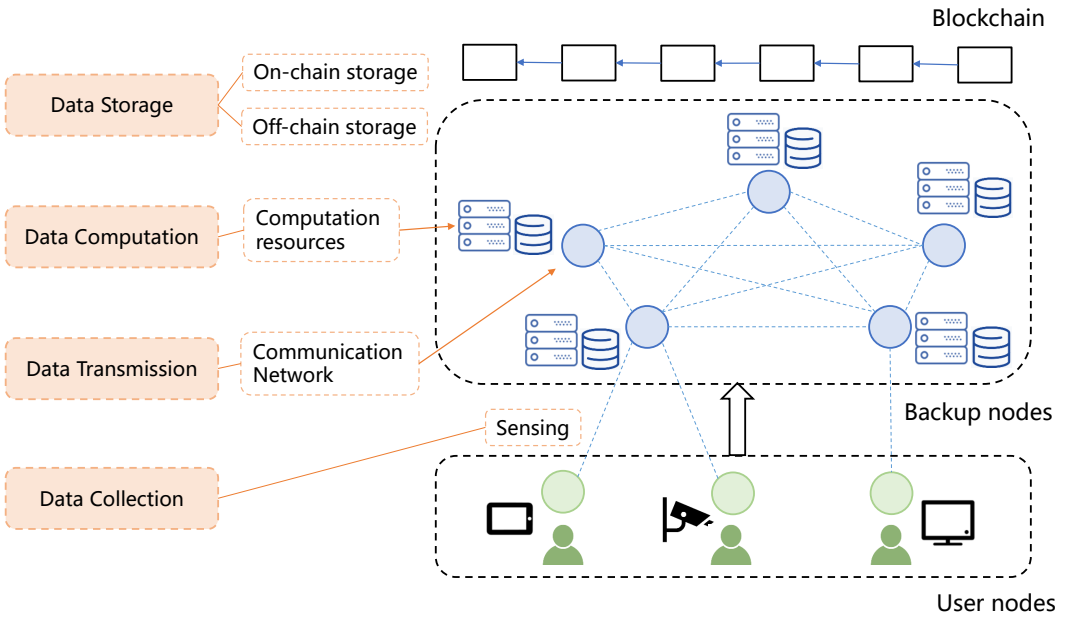 Blockchain
Data Storage
On-chain storage
Off-chain storage
Data Computation
Computation
resources
Data Transmission
Communication
Network
Backup nodes
Sensing
Data Collection
User nodes